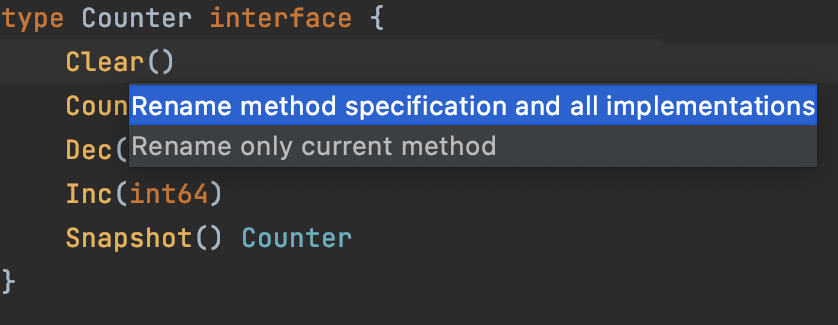 type Counter interface {
Clear()
Coun
Rename method specification and all implementations
Dec(
Rename only current method
Inc(int64)
Snapshot() Counter
}